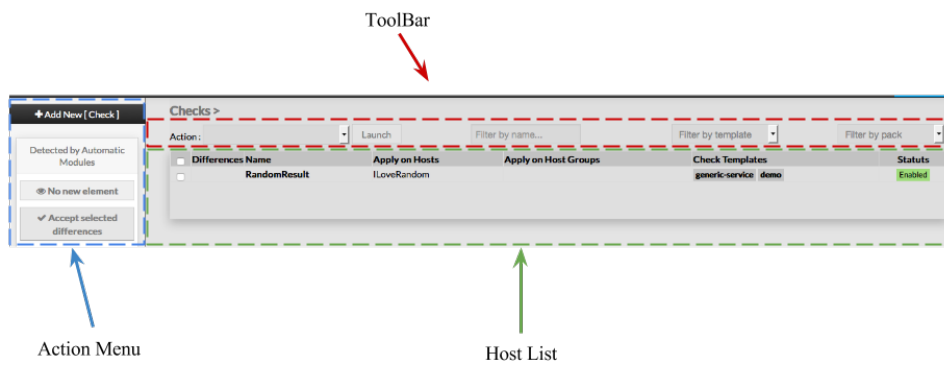 ToolBar
+ Add New [ Check ]
Checks >
Action : Launch Filter by name... Filter by template Filter by pack
Detected by Automatic
Modules
Differences Name Apply on Hosts Apply on Host Groups Check Templates Statuts
RandomResult ILoveRandom generic-service demo Enabled
No new element
Accept selected
differences
Action Menu
Host List